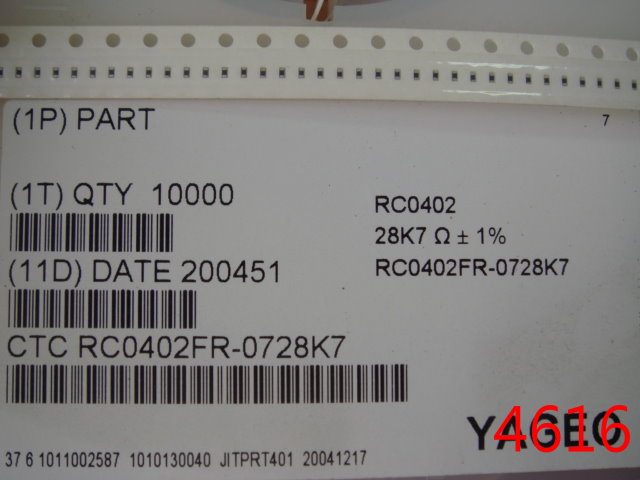 (1P) PART
7
(1T) QTY 10000
RC0402
28K7 Ω ± 1%
(11D) DATE 200451
RC0402FR-0728K7
CTC RC0402FR-0728K7
YAGEO
4616
37 6 1011002587 1010130040 JITPRT401 20041217